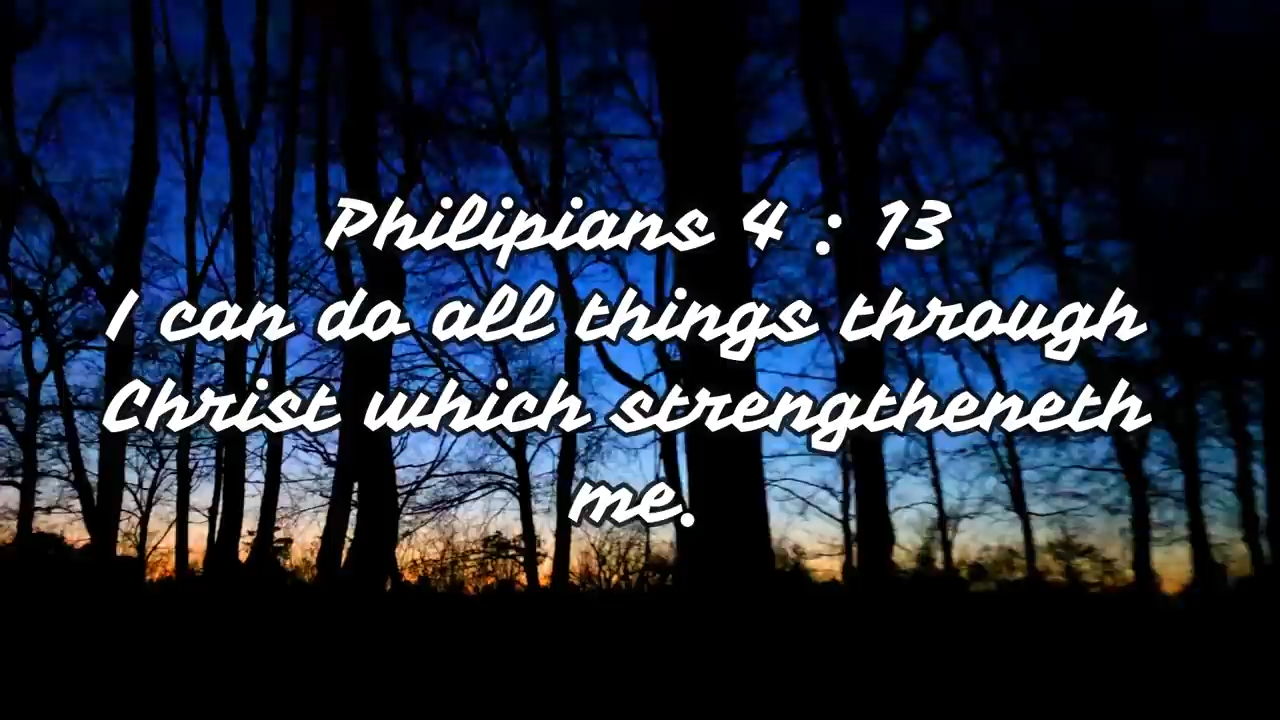 Philipians 4 : 13
I can do all things through
Christ which strengtheneth
me.